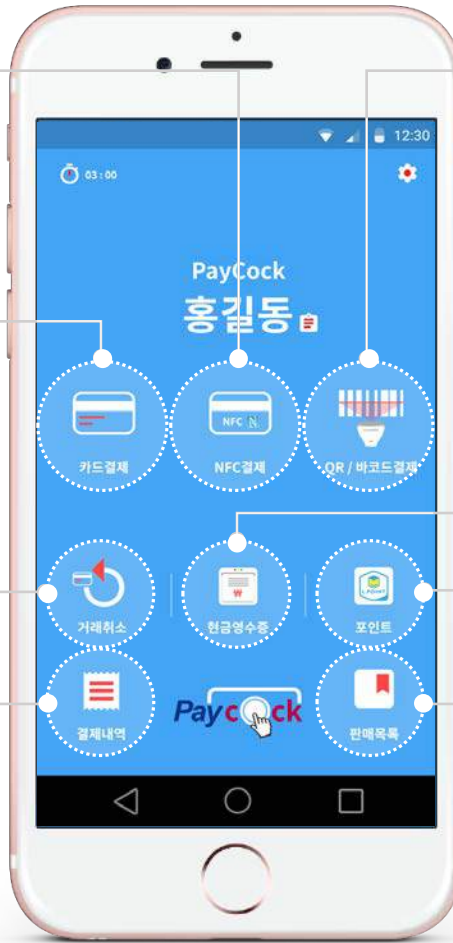 12:30
03:00
PayCock
홍길동
NFC N
카드결제
NFC결제
QR / 바코드결제
₩
L.POINT
거래취소
현금영수증
포인트
Paycock
결제내역
판매목록